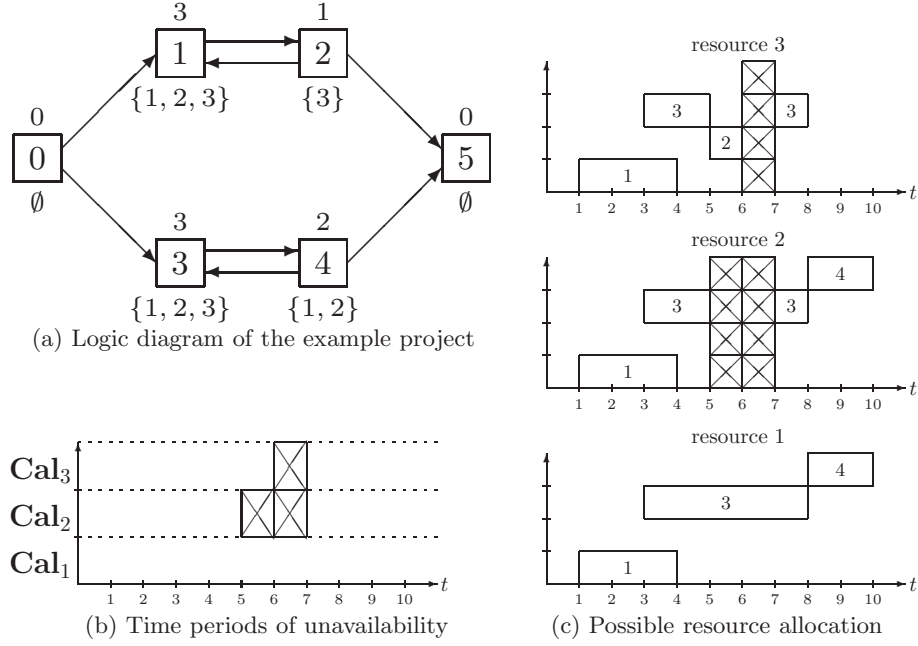 3
1
{1, 2, 3}
1
2
{3}
0
0
∅
0
5
∅
3
3
{1, 2, 3}
2
4
{1, 2}
(a) Logic diagram of the example project
Cal3
Cal2
Cal1
1 2 3 4 5 6 7 8 9 10 t
(b) Time periods of unavailability
resource 3
3 3
2
1
1 2 3 4 5 6 7 8 9 10 t
resource 2
4
3 3
1
1 2 3 4 5 6 7 8 9 10 t
resource 1
4
3
1
1 2 3 4 5 6 7 8 9 10 t
(c) Possible resource allocation